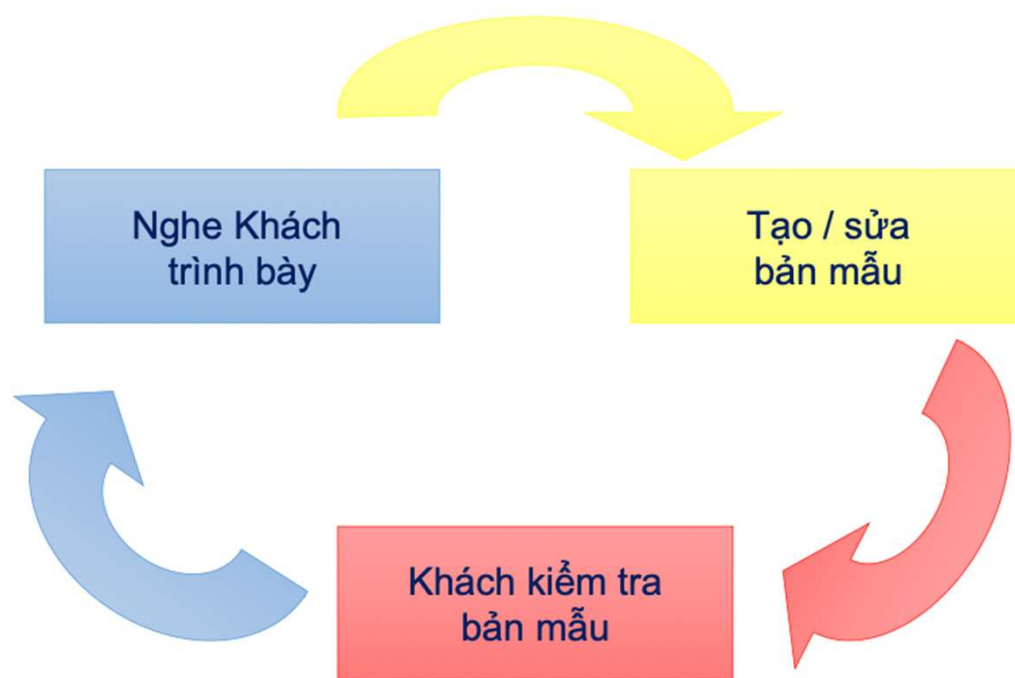 Nghe Khách
trình bày
Tạo / sửa
bản mẫu
Khách kiểm tra
bản mẫu